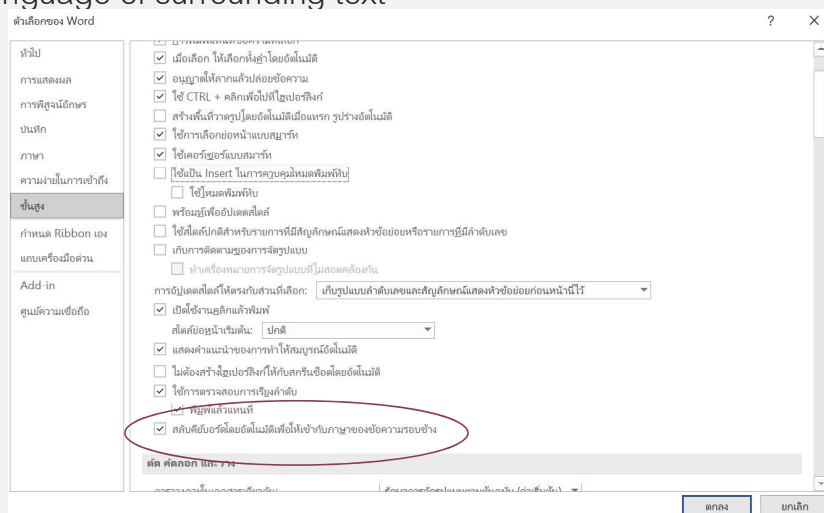 nguage of surrounding text
ตัวเลือกของ Word
? ×
ทั่วไป
การแสดงผล
การพิสูจน์อักษร
บันทึก
ภาษา
ความง่ายในการเข้าถึง
ขั้นสูง
กำหนด Ribbon เอง
แถบเครื่องมือด่วน
Add-in
ศูนย์ความเชื่อถือ
เมื่อเลือก ให้เลือกทั้งคำโดยอัตโนมัติ
อนุญาตให้ลากแล้วปล่อยข้อความ
ใช้ CTRL + คลิกเพื่อไปที่ไฮเปอร์ลิงก์
สร้างพื้นที่วาดรูปโดยอัตโนมัติเมื่อแทรก รูปร่างอัตโนมัติ
ใช้การเลือกย่อหน้าแบบสมาร์ท
ใช้เคอร์เซอร์แบบสมาร์ท
ใช้แป้น Insert ในการควบคุมโหมดพิมพ์ทับ
ใช้โหมดพิมพ์ทับ
พร้อมท์เพื่ออัปเดตสไตล์
ใช้สไตล์ปกติสำหรับรายการที่มีสัญลักษณ์แสดงหัวข้อย่อยหรือรายการที่มีลำดับเลข
เก็บการติดตามของการจัดรูปแบบ
ทำเครื่องหมายการจัดรูปแบบที่ไม่สอดคล้องกัน
การอัปเดตสไตล์ให้ตรงกับส่วนที่เลือก: เก็บรูปแบบลำดับเลขและสัญลักษณ์แสดงหัวข้อย่อยก่อนหน้านี้ไว้
เปิดใช้งานคลิกแล้วพิมพ์
สไตล์ย่อหน้าเริ่มต้น: ปกติ
แสดงคำแนะนำของการทำให้สมบูรณ์อัตโนมัติ
ไม่ต้องสร้างไฮเปอร์ลิงก์ให้กับสกรีนช็อตโดยอัตโนมัติ
ใช้การตรวจสอบการเรียงลำดับ
พิมพ์แล้วแทนที่
สลับคีย์บอร์ดโดยอัตโนมัติเพื่อให้เข้ากับภาษาของข้อความรอบข้าง
ตัด คัดลอก และวาง
ตกลง
ยกเลิก